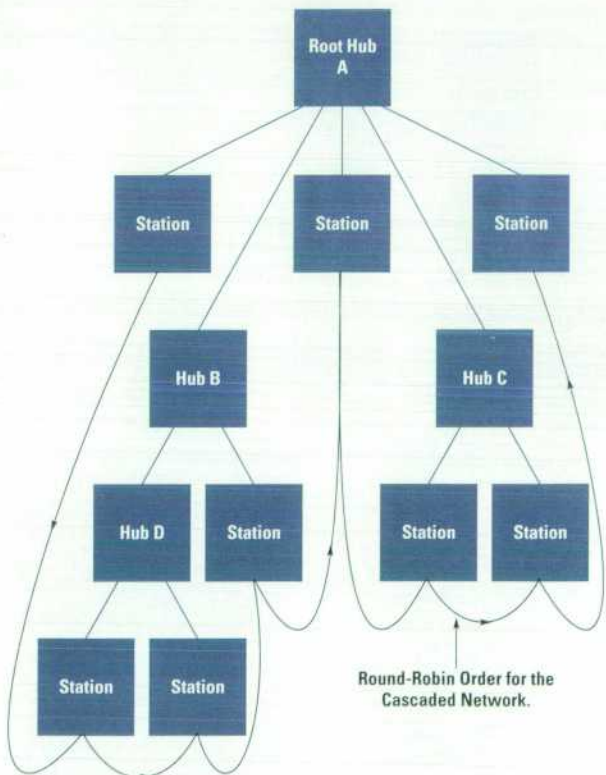 Root Hub
A
Station
Station
Station
Hub B
Hub C
Hub D
Station
Station
Station
Station
Station
Round-Robin Order for the
Cascaded Network.